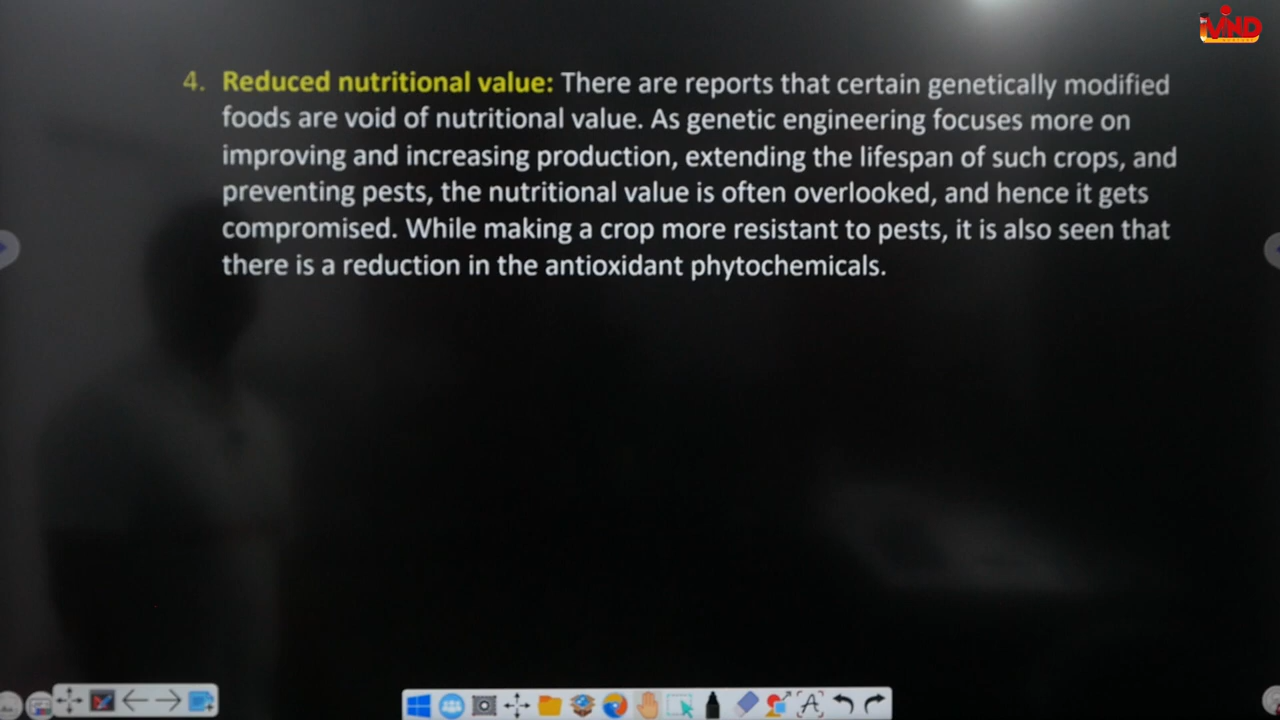 iVIND
4. Reduced nutritional value: There are reports that certain genetically modified
foods are void of nutritional value. As genetic engineering focuses more on
improving and increasing production, extending the lifespan of such crops, and
preventing pests, the nutritional value is often overlooked, and hence it gets
compromised. While making a crop more resistant to pests, it is also seen that
there is a reduction in the antioxidant phytochemicals.